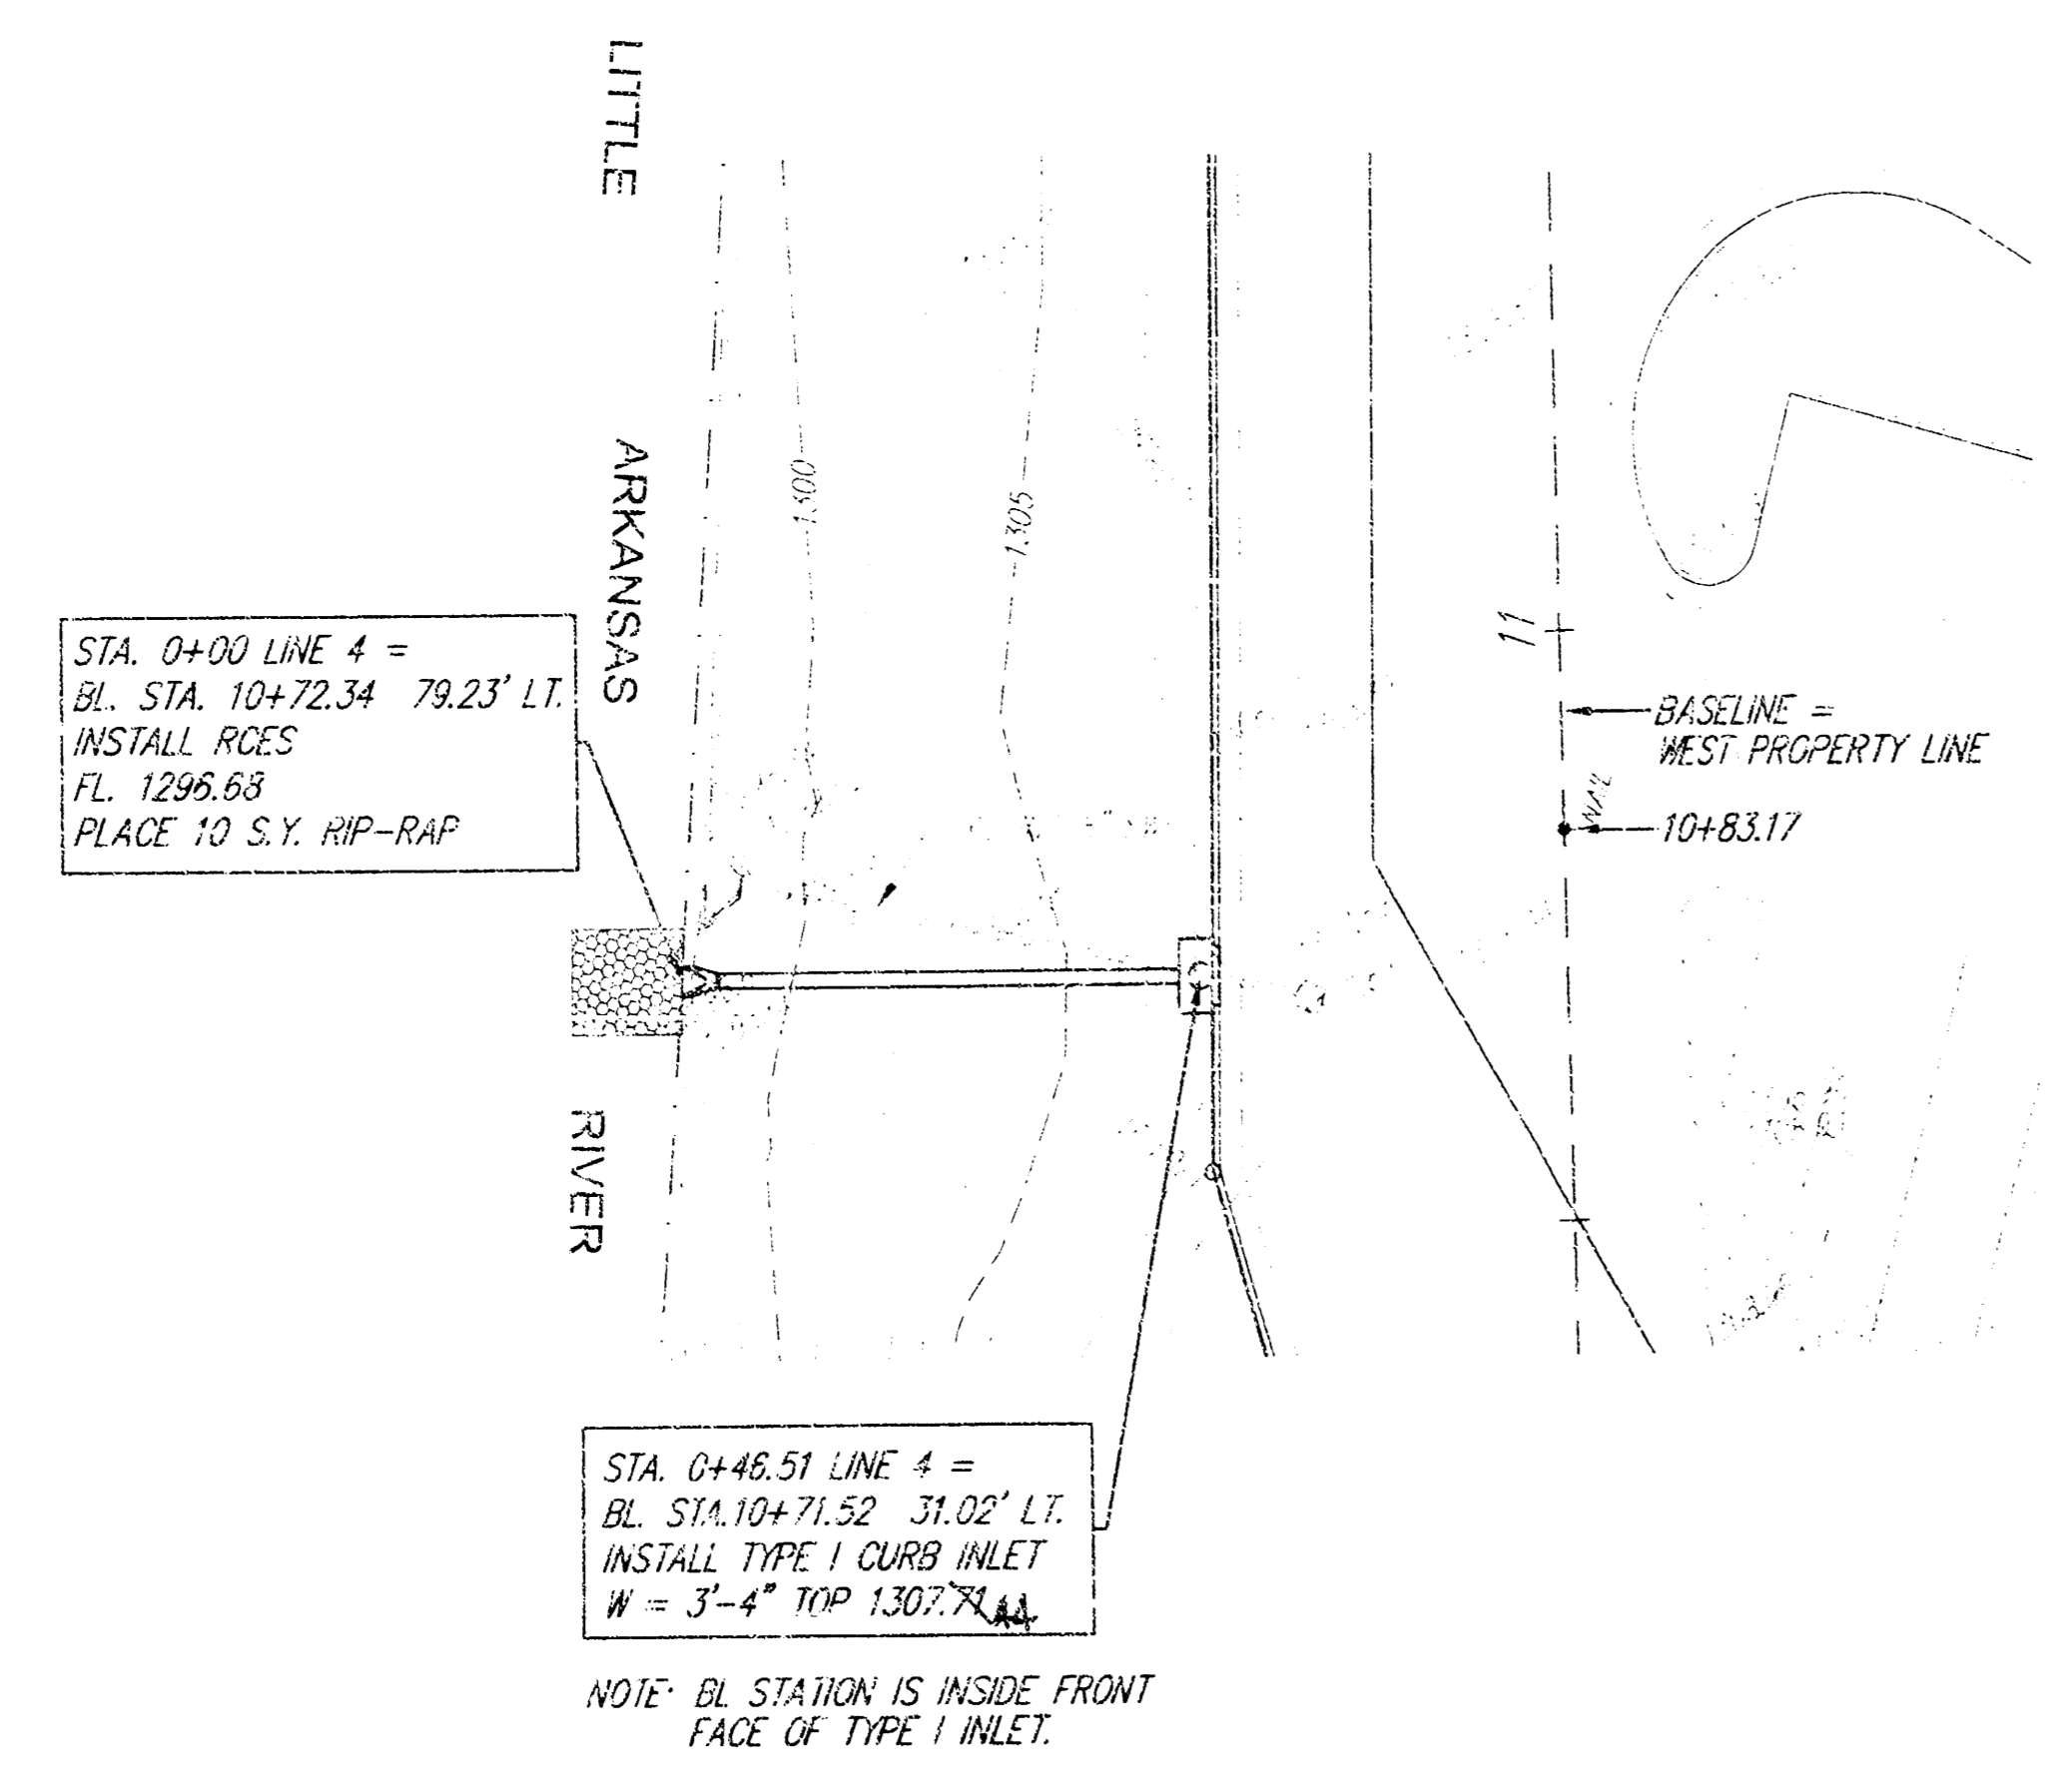 LITTLE
ARKANSAS
RIVER
1300
1305
11
STA. 0+00 LINE 4 =
BL. STA. 10+72.34 79.23' LT.
INSTALL RCES
FL. 1296.68
PLACE 10 S.Y. RIP-RAP
BASELINE =
WEST PROPERTY LINE
NAIL
10+83.17
STA. 0+46.51 LINE 4 =
BL. STA.10+71.52 31.02' LT.
INSTALL TYPE I CURB INLET
W = 3'-4" TOP 1307.71 44
NOTE: BL STATION IS INSIDE FRONT
FACE OF TYPE I INLET.